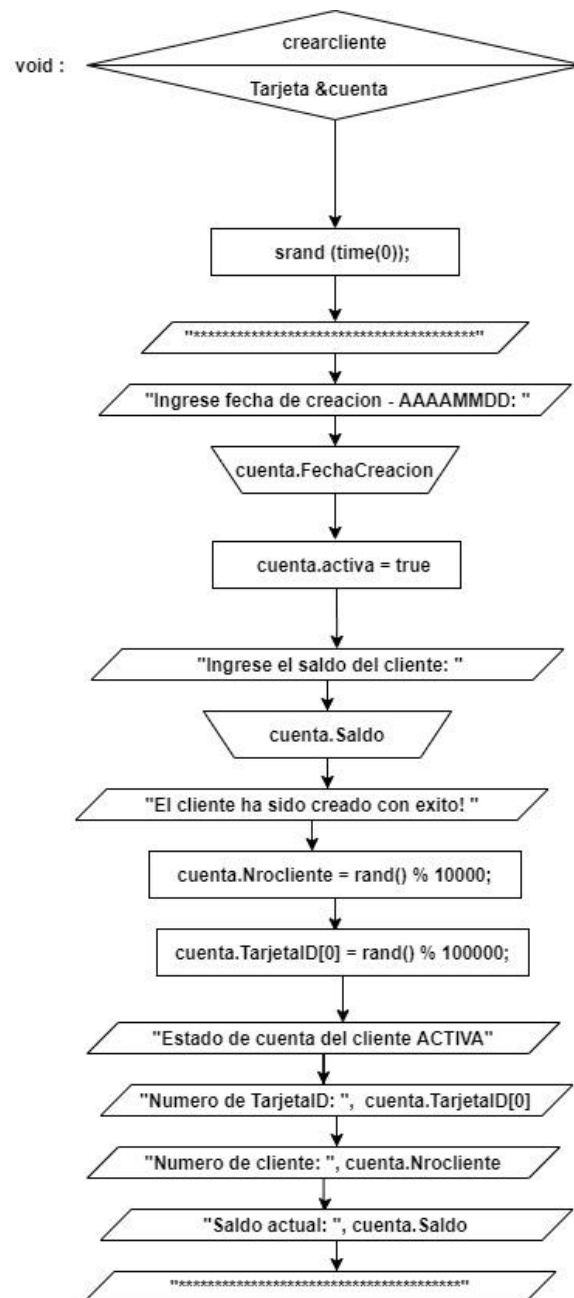 crearcliente
void :
Tarjeta &cuenta
srand (time(0));
"***************************************"
"Ingrese fecha de creacion - AAAAMMDD: "
cuenta.FechaCreacion
cuenta.activa = true
"Ingrese el saldo del cliente: "
cuenta.Saldo
"El cliente ha sido creado con exito! "
cuenta.Nrocliente = rand() % 10000;
cuenta.TarjetaID[0] = rand() % 100000;
"Estado de cuenta del cliente ACTIVA"
"Numero de TarjetaID: ", cuenta.TarjetaID[0]
"Numero de cliente: ", cuenta.Nrocliente
"Saldo actual: ", cuenta.Saldo
"***************************************"